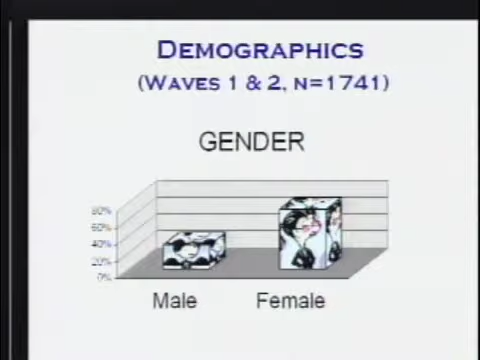 DEMOGRAPHICS
(WAVES 1 & 2, N=1741)
GENDER
80%
60%
40%
20%
0%
Male Female